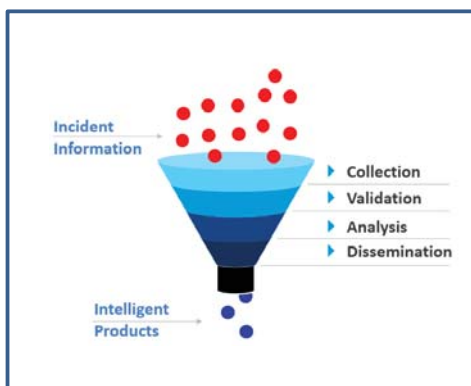 Incident
Information
Collection
Validation
Analysis
Dissemination
Intelligent
Products